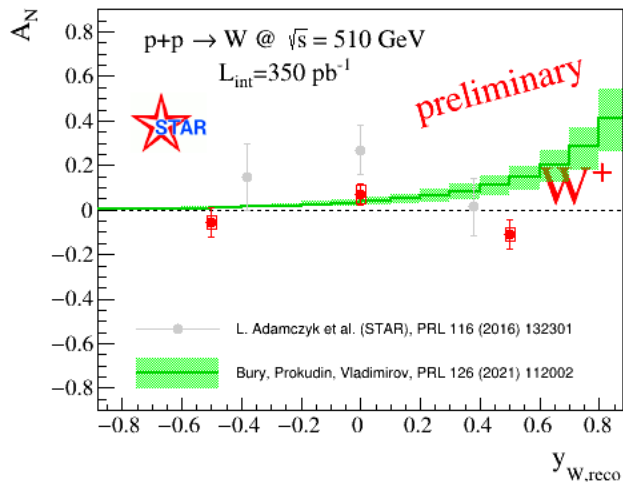 A_N
p+p → W @ √s = 510 GeV
L_int=350 pb⁻¹
preliminary
STAR
W⁺
0.8
0.6
0.4
0.2
0
−0.2
−0.4
−0.6
−0.8
L. Adamczyk et al. (STAR), PRL 116 (2016) 132301
Bury, Prokudin, Vladimirov, PRL 126 (2021) 112002
−0.8 −0.6 −0.4 −0.2 0 0.2 0.4 0.6 0.8
y_W,reco